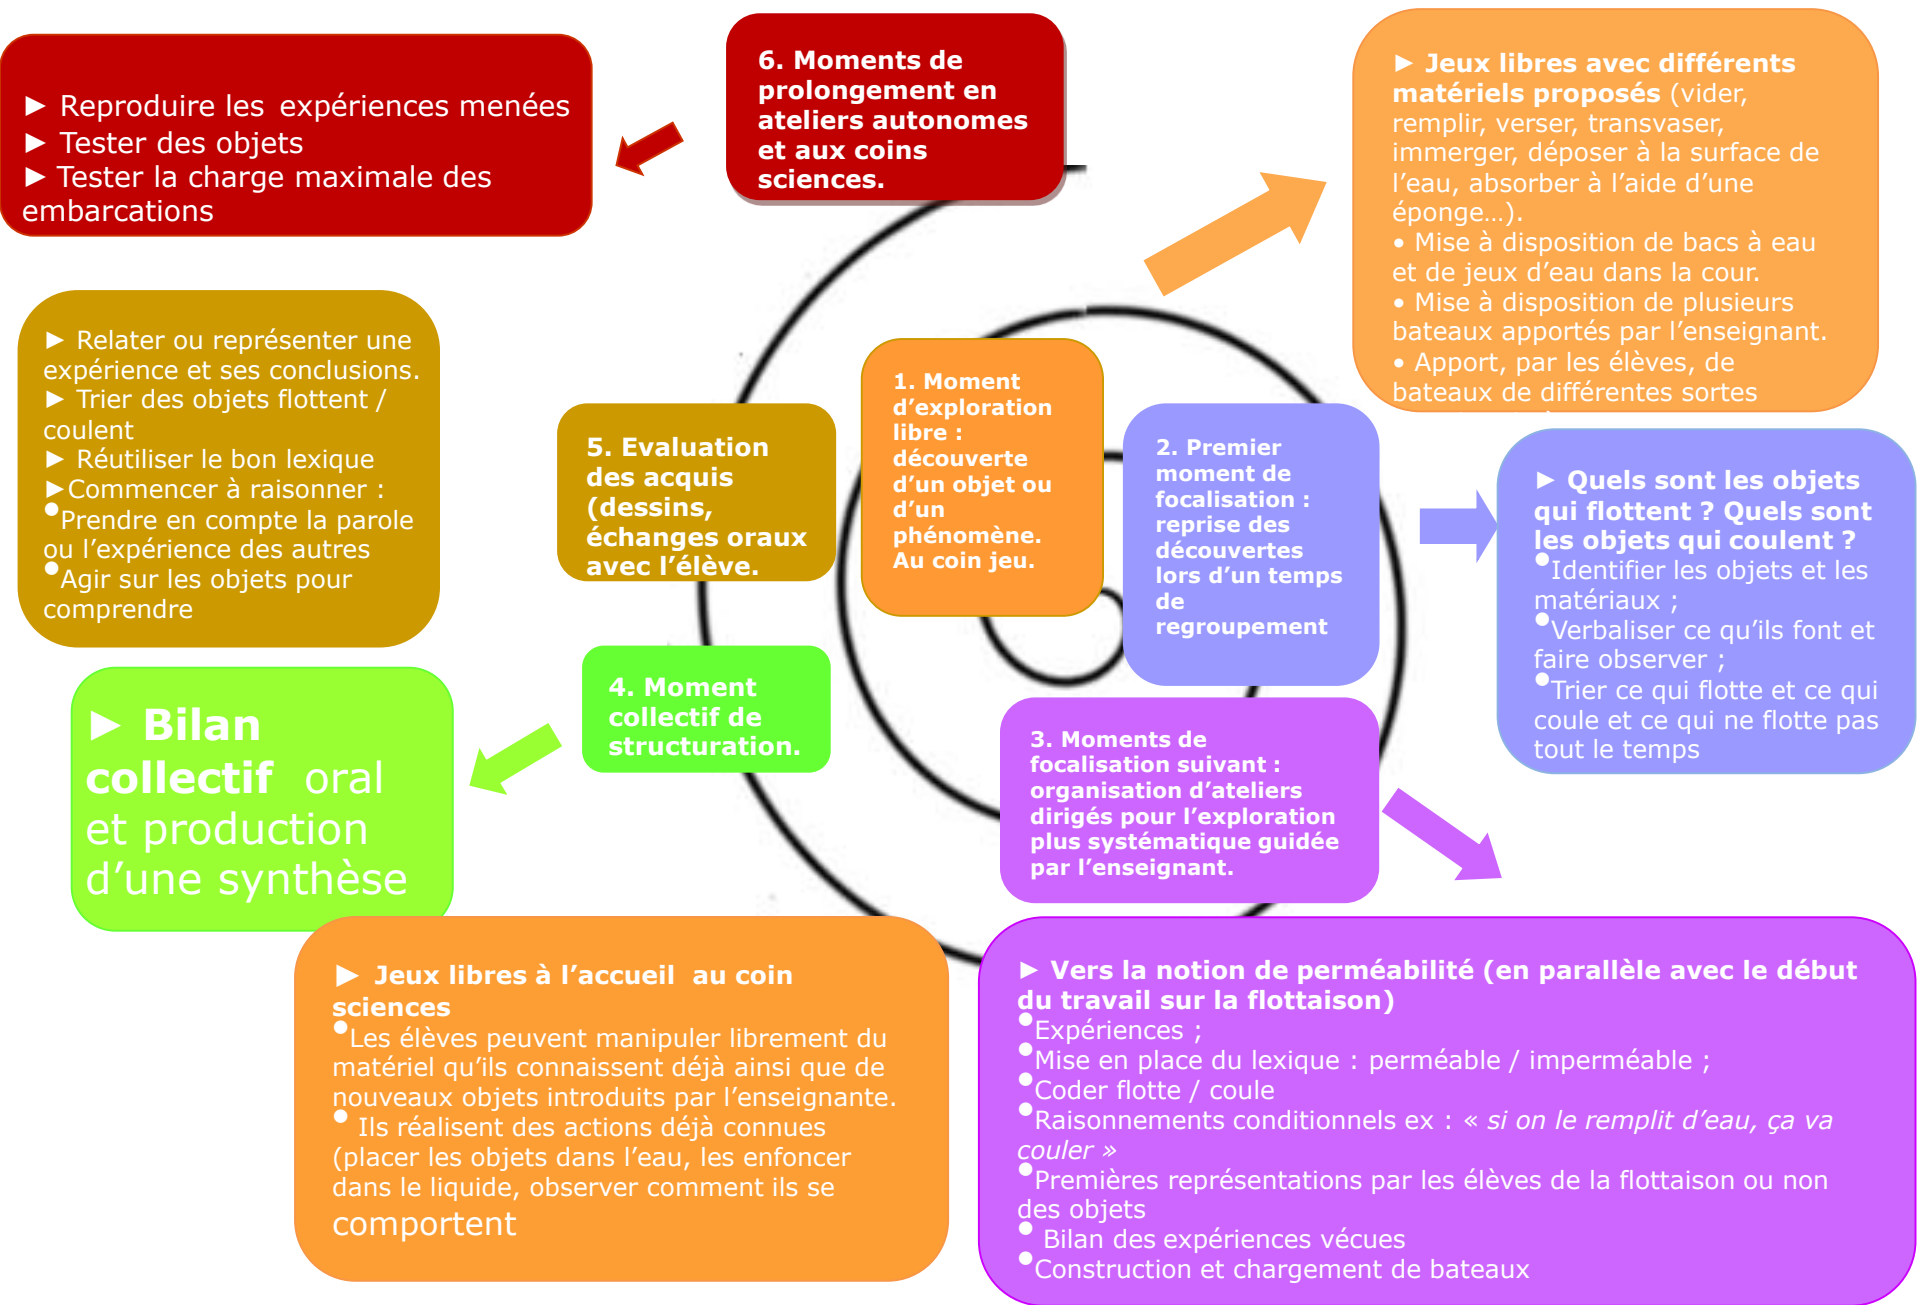 6. Moments de
prolongement en
ateliers autonomes
et aux coins
sciences.
► Reproduire les expériences menées
► Tester des objets
► Tester la charge maximale des
embarcations
► Jeux libres avec différents
matériels proposés (vider,
remplir, verser, transvaser,
immerger, déposer à la surface de
l’eau, absorber à l’aide d’une
éponge…).
• Mise à disposition de bacs à eau
et de jeux d’eau dans la cour.
• Mise à disposition de plusieurs
bateaux apportés par l’enseignant.
• Apport, par les élèves, de
bateaux de différentes sortes
► Relater ou représenter une
expérience et ses conclusions.
► Trier des objets flottent /
coulent
► Réutiliser le bon lexique
►Commencer à raisonner :
•Prendre en compte la parole
ou l’expérience des autres
•Agir sur les objets pour
comprendre
5. Evaluation
des acquis
(dessins,
échanges oraux
avec l’élève.
1. Moment
d’exploration
libre :
découverte
d’un objet ou
d’un
phénomène.
Au coin jeu.
2. Premier
moment de
focalisation :
reprise des
découvertes
lors d’un temps
de
regroupement
► Quels sont les objets
qui flottent ? Quels sont
les objets qui coulent ?
•Identifier les objets et les
matériaux ;
•Verbaliser ce qu’ils font et
faire observer ;
•Trier ce qui flotte et ce qui
coule et ce qui ne flotte pas
tout le temps
4. Moment
collectif de
structuration.
► Bilan
collectif oral
et production
d’une synthèse
3. Moments de
focalisation suivant :
organisation d’ateliers
dirigés pour l’exploration
plus systématique guidée
par l’enseignant.
► Jeux libres à l’accueil au coin
sciences
•Les élèves peuvent manipuler librement du
matériel qu’ils connaissent déjà ainsi que de
nouveaux objets introduits par l’enseignante.
• Ils réalisent des actions déjà connues
(placer les objets dans l’eau, les enfoncer
dans le liquide, observer comment ils se
comportent
► Vers la notion de perméabilité (en parallèle avec le début
du travail sur la flottaison)
•Expériences ;
•Mise en place du lexique : perméable / imperméable ;
•Coder flotte / coule
•Raisonnements conditionnels ex : « si on le remplit d’eau, ça va
couler »
•Premières représentations par les élèves de la flottaison ou non
des objets
• Bilan des expériences vécues
•Construction et chargement de bateaux